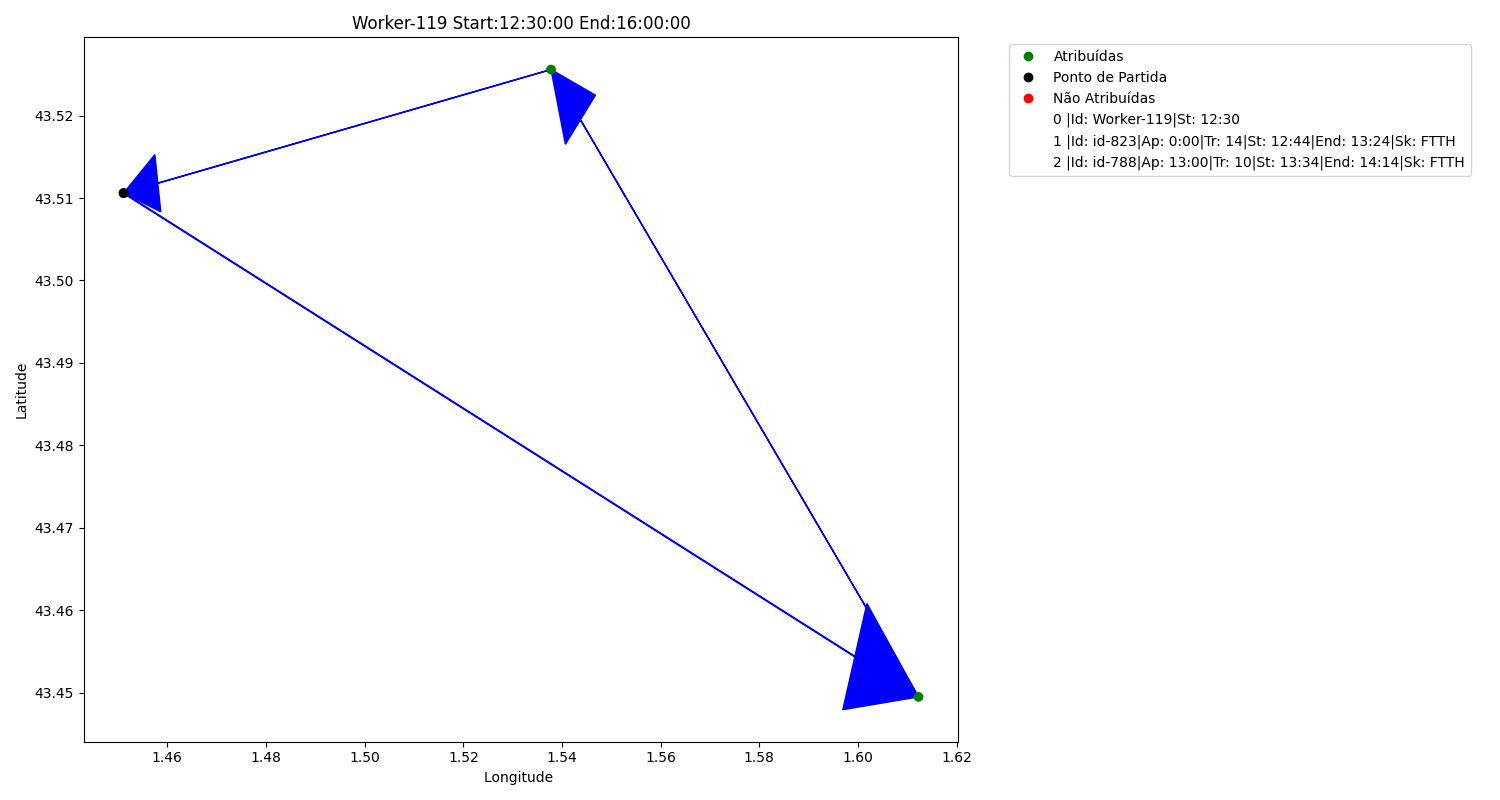 Worker-119 Start:12:30:00 End:16:00:00
Atribuídas
Ponto de Partida
Não Atribuídas
0 |Id: Worker-119|St: 12:30
1 |Id: id-823|Ap: 0:00|Tr: 14|St: 12:44|End: 13:24|Sk: FTTH
2 |Id: id-788|Ap: 13:00|Tr: 10|St: 13:34|End: 14:14|Sk: FTTH
Latitude
43.52
43.51
43.50
43.49
43.48
43.47
43.46
43.45
1.46 1.48 1.50 1.52 1.54 1.56 1.58 1.60 1.62
Longitude